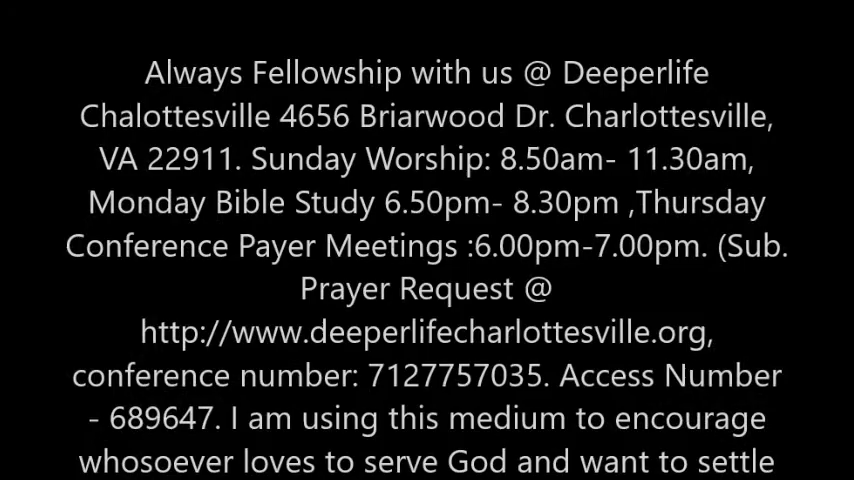 Always Fellowship with us @ Deeperlife
Chalottesville 4656 Briarwood Dr. Charlottesville,
VA 22911. Sunday Worship: 8.50am- 11.30am,
Monday Bible Study 6.50pm- 8.30pm ,Thursday
Conference Payer Meetings :6.00pm-7.00pm. (Sub.
Prayer Request @
http://www.deeperlifecharlottesville.org,
conference number: 7127757035. Access Number
- 689647. I am using this medium to encourage
whosoever loves to serve God and want to settle